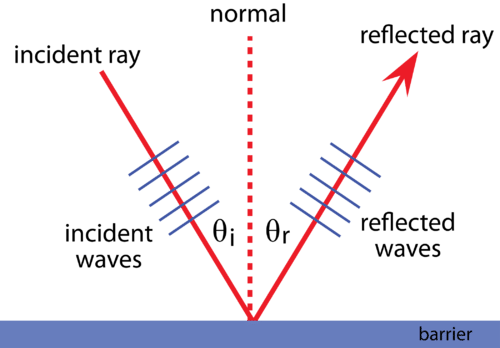 normal
incident ray
reflected ray
incident
waves
θi
θr
reflected
waves
barrier